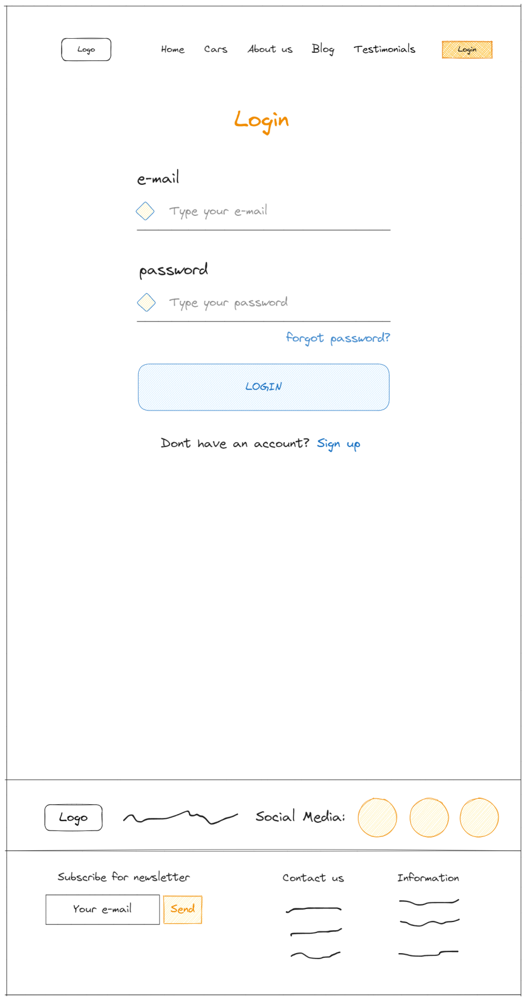 Logo Home Cars About us Blog Testimonials Login
Login
e-mail
Type your e-mail
password
Type your password
forgot password?
LOGIN
Dont have an account? Sign up
Logo Social Media:
Subscribe for newsletter
Your e-mail Send
Contact us
Information